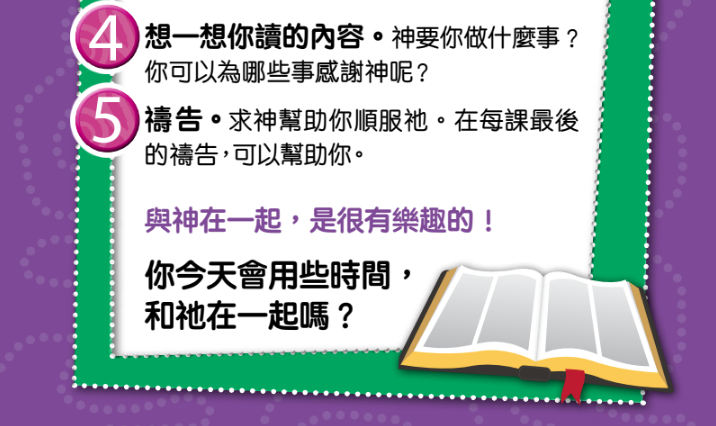 4 想一想你讀的內容。神要你做什麼事？
你可以為哪些事感謝神呢？
5 禱告。求神幫助你順服祂。在每課最後
的禱告，可以幫助你。
與神在一起，是很有樂趣的！
你今天會用些時間，
和祂在一起嗎？